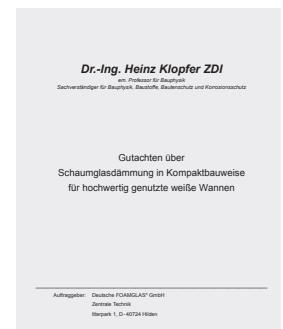 Dr.-Ing. Heinz Klopfer ZDI
em. Professor für Bauphysik
Sachverständiger für Bauphysik, Baustoffe, Bautenschutz und Korrosionsschutz
Gutachten über
Schaumglasdämmung in Kompaktbauweise
für hochwertig genutzte weiße Wannen
Auftraggeber: Deutsche FOAMGLAS® GmbH
Zentrale Technik
Itterpark 1, D-40724 Hilden